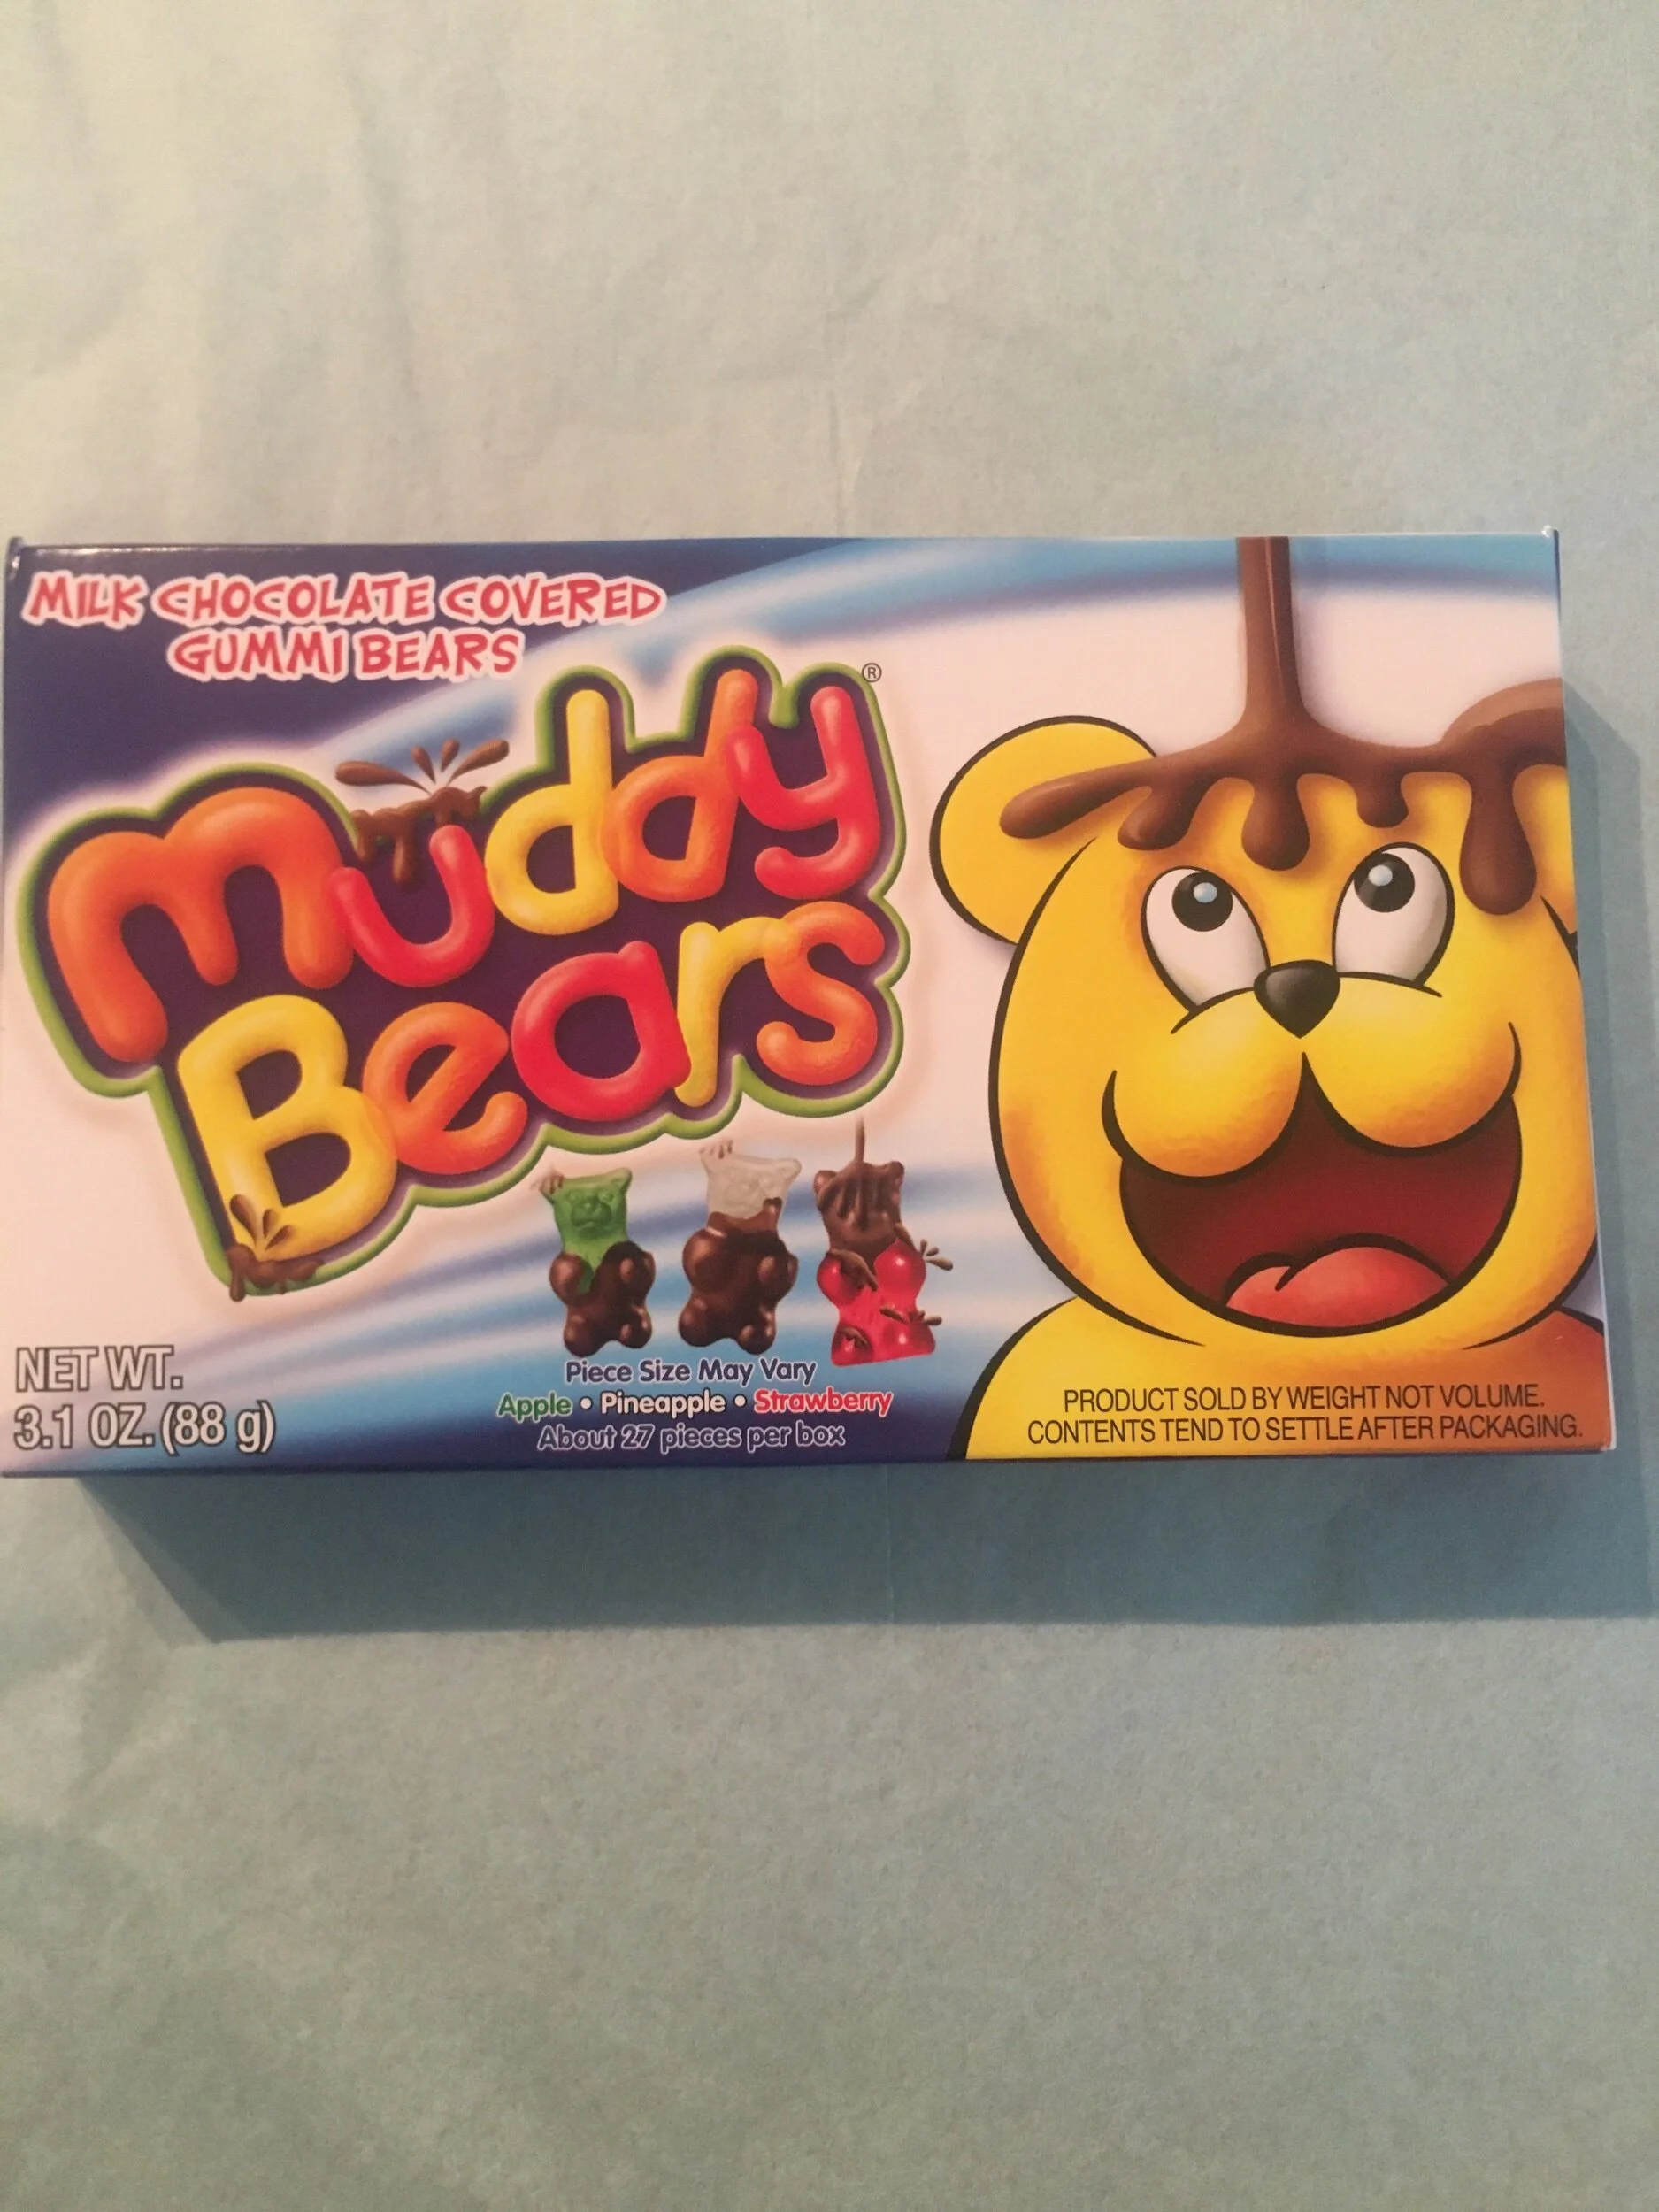 MILK CHOCOLATE COVERED
GUMMI BEARS
muddy®
Bears
NET WT.
3.1 OZ. (88 g)
Piece Size May Vary
Apple • Pineapple • Strawberry
About 27 pieces per box
PRODUCT SOLD BY WEIGHT NOT VOLUME.
CONTENTS TEND TO SETTLE AFTER PACKAGING.